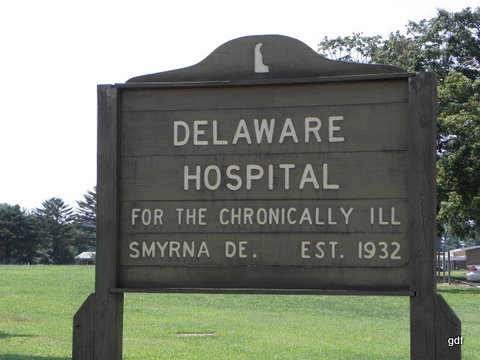 DELAWARE
HOSPITAL
FOR THE CHRONICALLY ILL
SMYRNA DE. EST. 1932
gdf